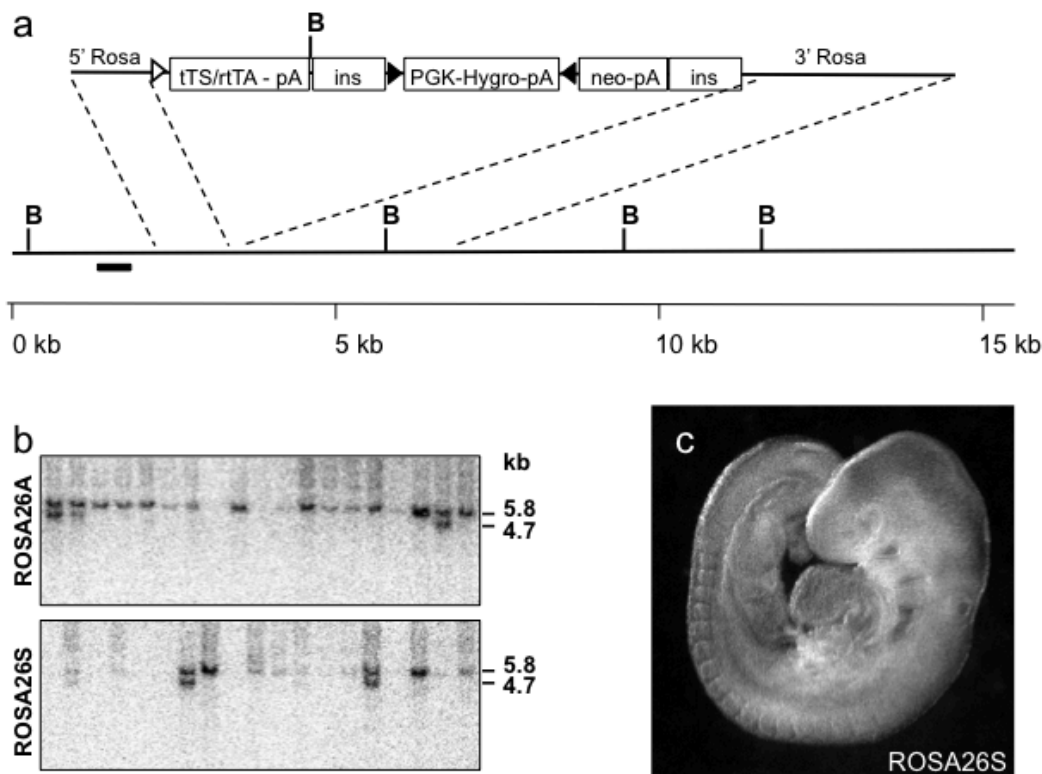 a
B
5' Rosa
3' Rosa
tTS/rtTA - pA
ins
PGK-Hygro-pA
neo-pA
ins
B
B
B
B
0 kb
5 kb
10 kb
15 kb
b
kb
ROSA26A
5.8
4.7
ROSA26S
5.8
4.7
c
ROSA26S